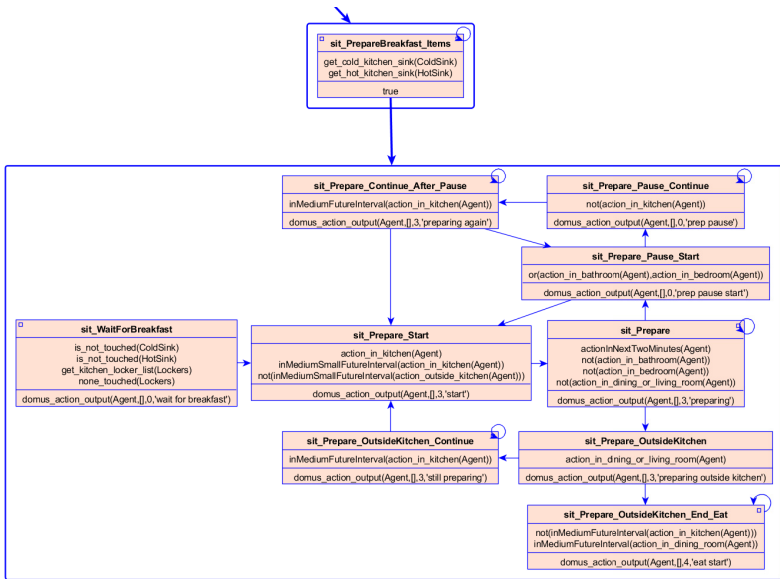 sit_PrepareBreakfast_Items
get_cold_kitchen_sink(ColdSink)
get_hot_kitchen_sink(HotSink)
true
sit_Prepare_Continue_After_Pause
inMediumFutureInterval(action_in_kitchen(Agent))
domus_action_output(Agent,[],3,'preparing again')
sit_Prepare_Pause_Continue
not(action_in_kitchen(Agent))
domus_action_output(Agent,[],0,'prep pause')
sit_Prepare_Pause_Start
or(action_in_bathroom(Agent),action_in_bedroom(Agent))
domus_action_output(Agent,[],0,'prep pause start')
sit_WaitForBreakfast
is_not_touched(ColdSink)
is_not_touched(HotSink)
get_kitchen_locker_list(Lockers)
none_touched(Lockers)
domus_action_output(Agent,[],0,'wait for breakfast')
sit_Prepare_Start
action_in_kitchen(Agent)
inMediumSmallFutureInterval(action_in_kitchen(Agent))
not(inMediumSmallFutureInterval(action_outside_kitchen(Agent)))
domus_action_output(Agent,[],3,'start')
sit_Prepare
actionInNextTwoMinutes(Agent)
not(action_in_bathroom(Agent))
not(action_in_bedroom(Agent))
not(action_in_dining_or_living_room(Agent))
domus_action_output(Agent,[],3,'preparing')
sit_Prepare_OutsideKitchen_Continue
inMediumFutureInterval(action_in_kitchen(Agent))
domus_action_output(Agent,[],3,'still preparing')
sit_Prepare_OutsideKitchen
action_in_dining_or_living_room(Agent)
domus_action_output(Agent,[],3,'preparing outside kitchen')
sit_Prepare_OutsideKitchen_End_Eat
not(inMediumFutureInterval(action_in_kitchen(Agent)))
inMediumFutureInterval(action_in_dining_room(Agent))
domus_action_output(Agent,[],4,'eat start')